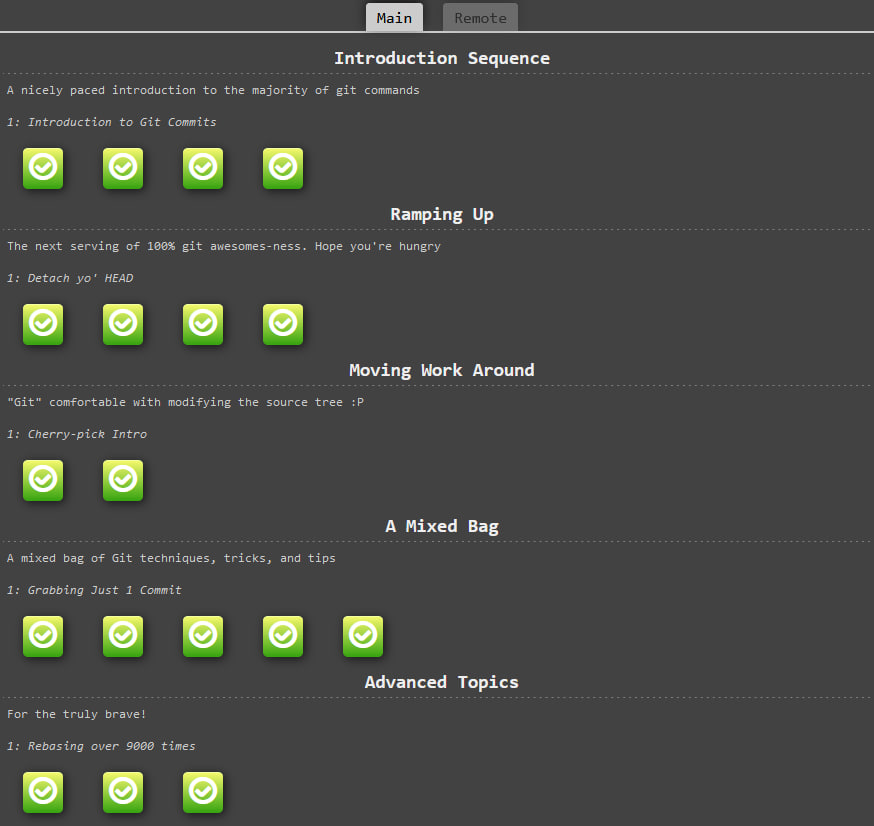 Main Remote
Introduction Sequence
A nicely paced introduction to the majority of git commands
1: Introduction to Git Commits
Ramping Up
The next serving of 100% git awesomes-ness. Hope you're hungry
1: Detach yo' HEAD
Moving Work Around
"Git" comfortable with modifying the source tree :P
1: Cherry-pick Intro
A Mixed Bag
A mixed bag of Git techniques, tricks, and tips
1: Grabbing Just 1 Commit
Advanced Topics
For the truly brave!
1: Rebasing over 9000 times